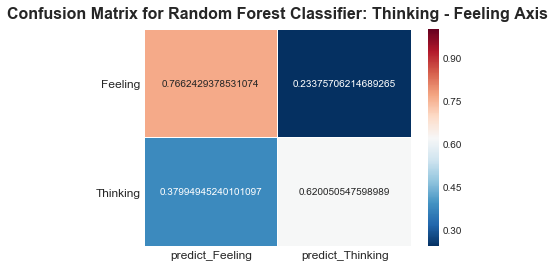 Confusion Matrix for Random Forest Classifier: Thinking - Feeling Axis
Feeling
0.7662429378531074
0.23375706214689265
Thinking
0.37994945240101097
0.620050547598989
predict_Feeling
predict_Thinking
0.90
0.75
0.60
0.45
0.30